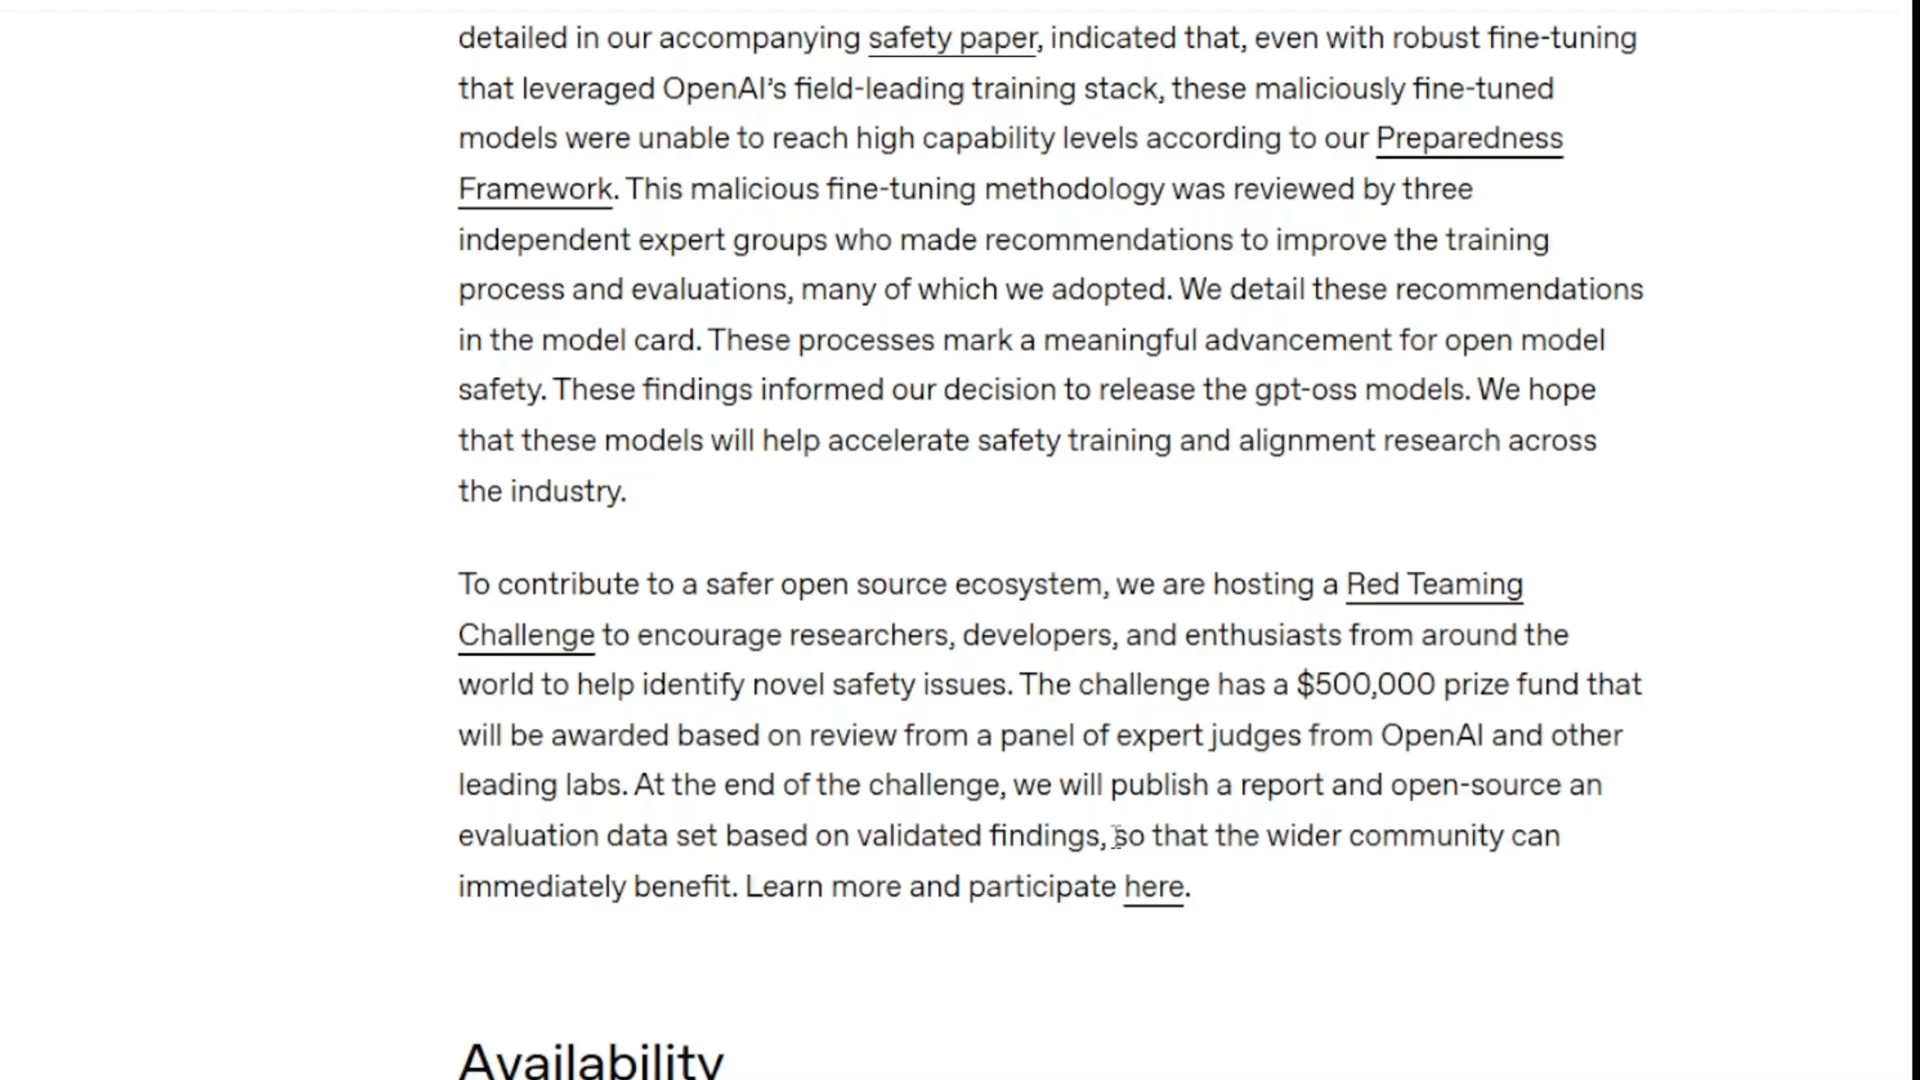 detailed in our accompanying safety paper, indicated that, even with robust fine-tuning
that leveraged OpenAI’s field-leading training stack, these maliciously fine-tuned
models were unable to reach high capability levels according to our Preparedness
Framework. This malicious fine-tuning methodology was reviewed by three
independent expert groups who made recommendations to improve the training
process and evaluations, many of which we adopted. We detail these recommendations
in the model card. These processes mark a meaningful advancement for open model
safety. These findings informed our decision to release the gpt-oss models. We hope
that these models will help accelerate safety training and alignment research across
the industry.
To contribute to a safer open source ecosystem, we are hosting a Red Teaming
Challenge to encourage researchers, developers, and enthusiasts from around the
world to help identify novel safety issues. The challenge has a $500,000 prize fund that
will be awarded based on review from a panel of expert judges from OpenAI and other
leading labs. At the end of the challenge, we will publish a report and open-source an
evaluation data set based on validated findings, so that the wider community can
immediately benefit. Learn more and participate here.
Availability